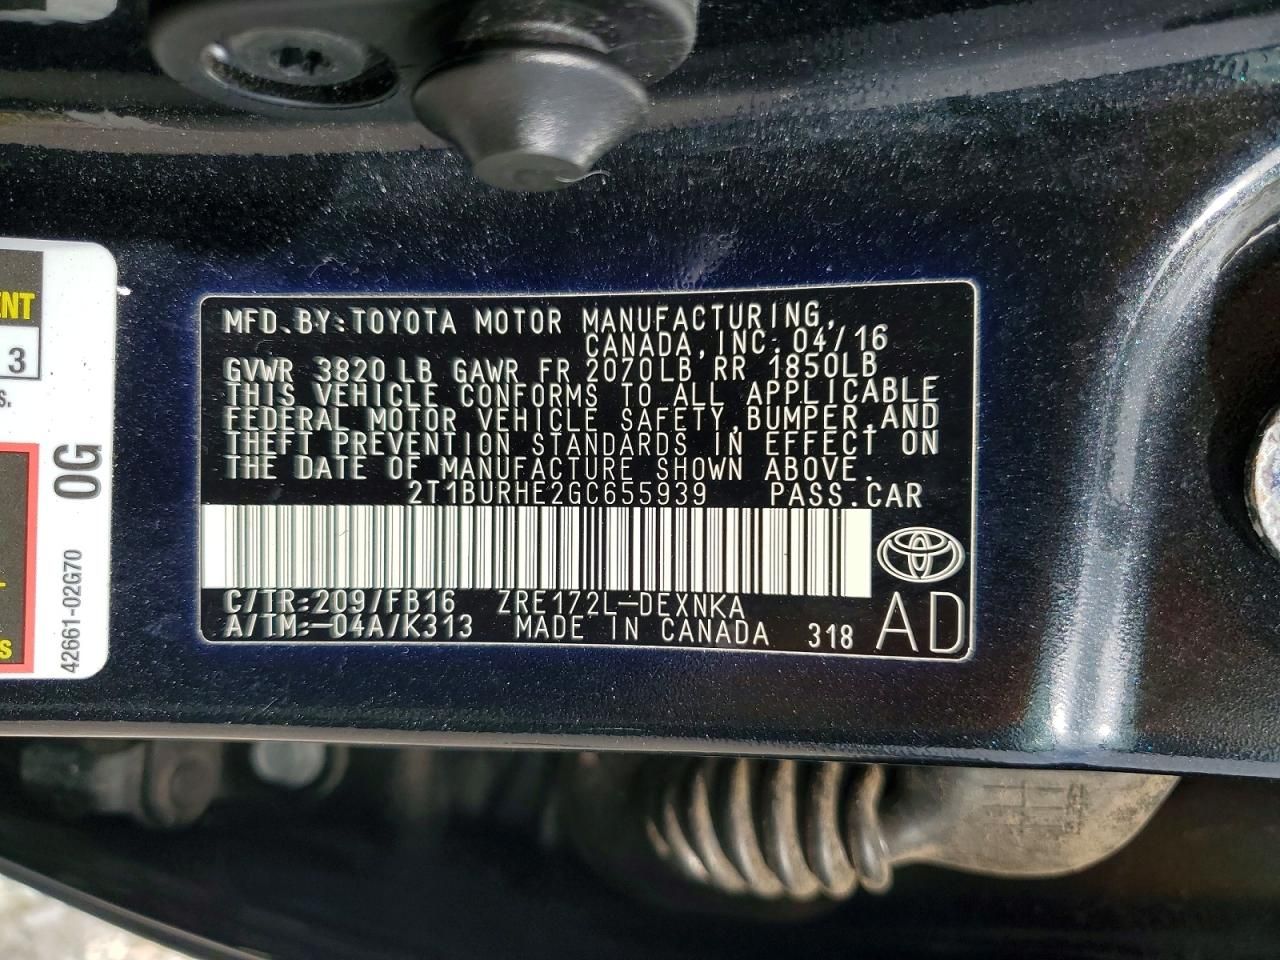 MFD.BY:TOYOTA MOTOR MANUFACTURING,
CANADA,INC. 04/16
GVWR 3820 LB GAWR FR 2070LB RR 1850LB
THIS VEHICLE CONFORMS TO ALL APPLICABLE
FEDERAL MOTOR VEHICLE SAFETY,BUMPER,AND
THEFT PREVENTION STANDARDS IN EFFECT ON
THE DATE OF MANUFACTURE SHOWN ABOVE.
2T1BURHE2GC655939 PASS.CAR
C/TR:209/FB16 ZRE172L-DEXNKA
A/TM:-04A/K313 MADE IN CANADA 318
AD
3
0G
42661-02G70